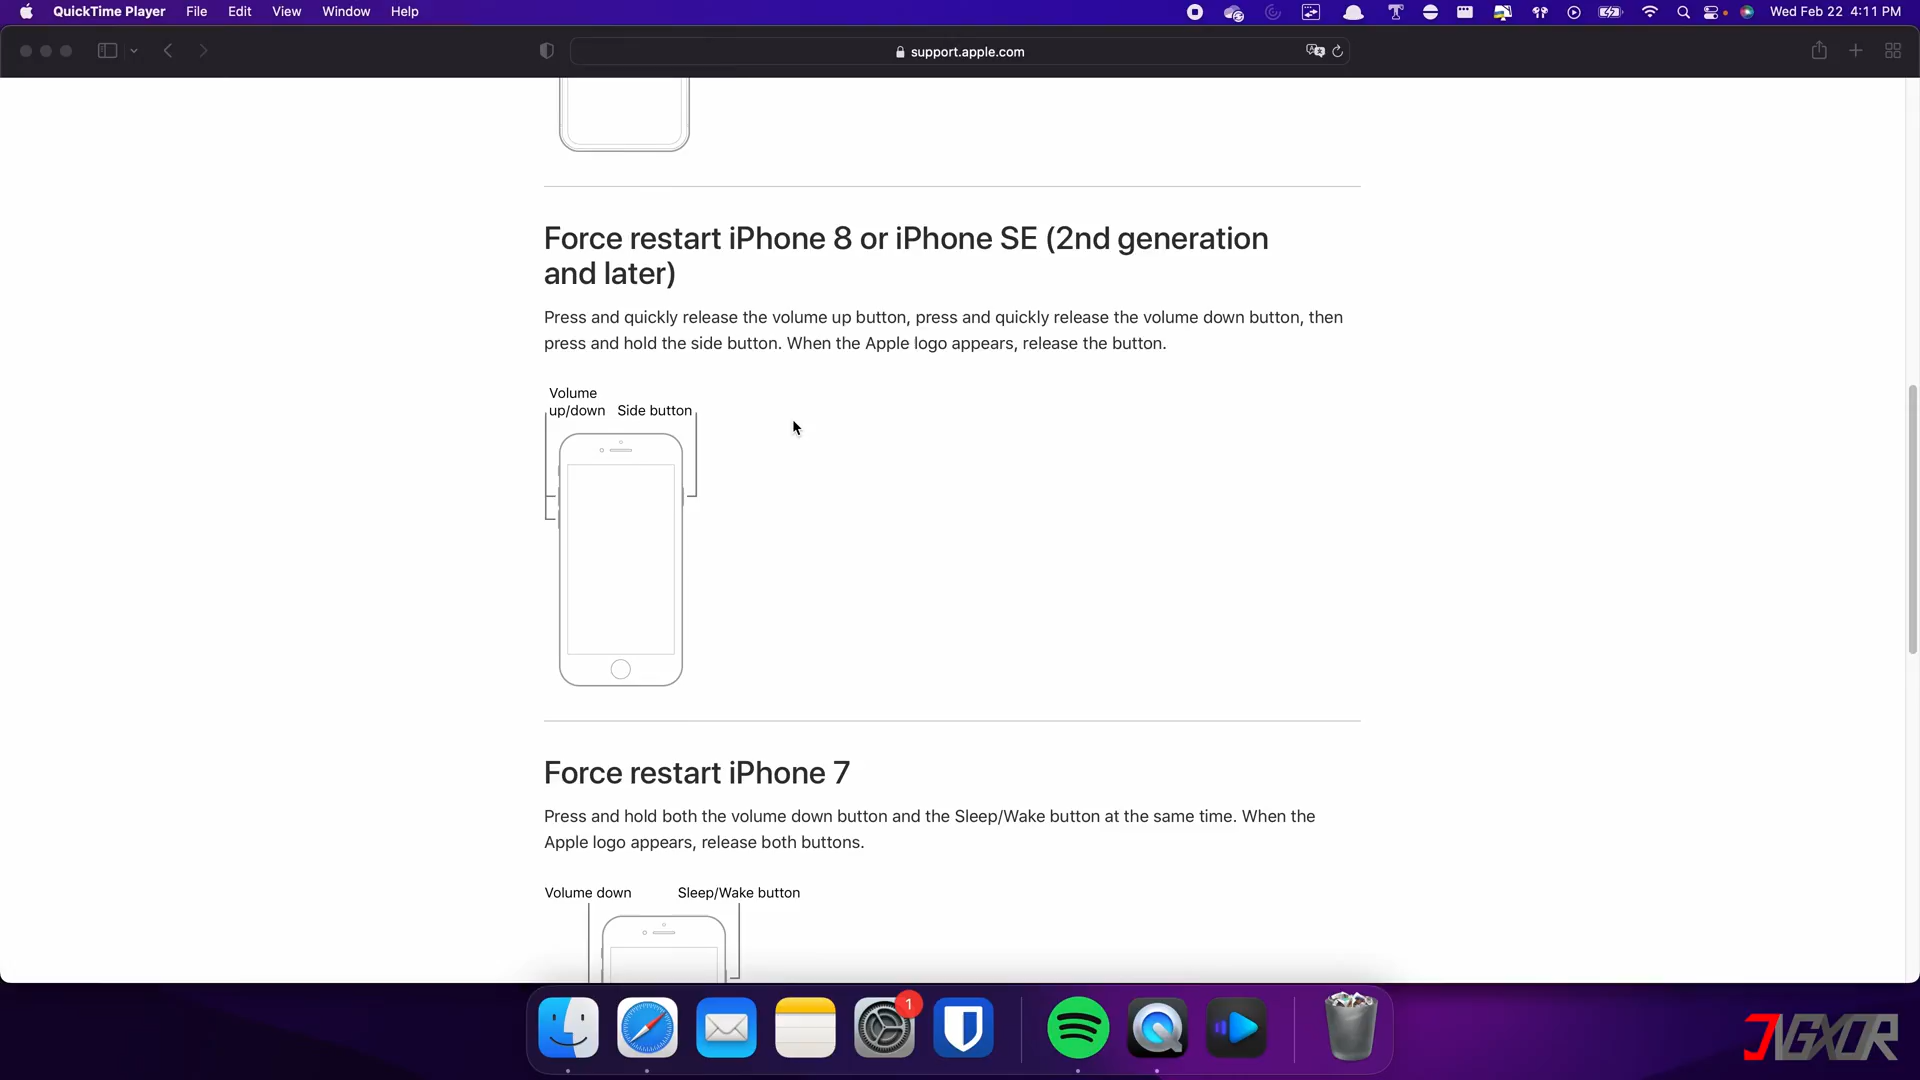 QuickTime Player File Edit View Window Help Wed Feb 22 4:11 PM
support.apple.com
Force restart iPhone 8 or iPhone SE (2nd generation
and later)
Press and quickly release the volume up button, press and quickly release the volume down button, then
press and hold the side button. When the Apple logo appears, release the button.
Volume
up/down Side button
Force restart iPhone 7
Press and hold both the volume down button and the Sleep/Wake button at the same time. When the
Apple logo appears, release both buttons.
Volume down Sleep/Wake button
1
JVGXOR